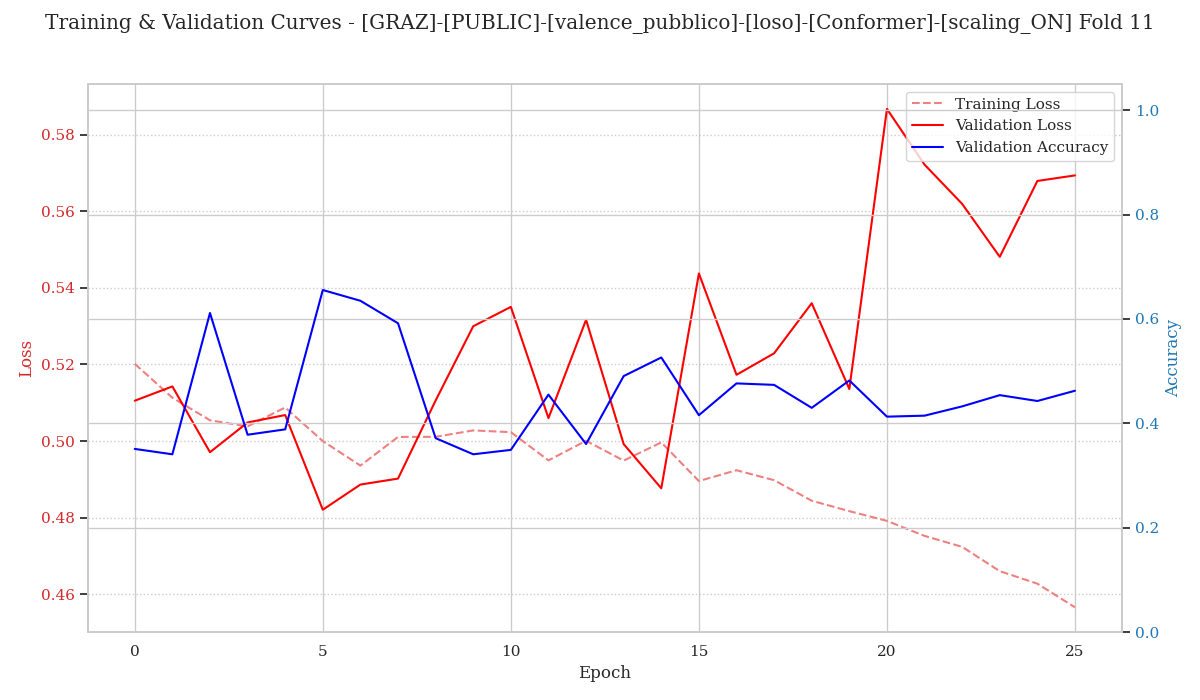 Training & Validation Curves - [GRAZ]-[PUBLIC]-[valence_pubblico]-[loso]-[Conformer]-[scaling_ON] Fold 11
Training Loss
Validation Loss
Validation Accuracy
Loss
0.58
0.56
0.54
0.52
0.50
0.48
0.46
1.0
0.8
0.6
0.4
0.2
0.0
Accuracy
0 5 10 15 20 25
Epoch